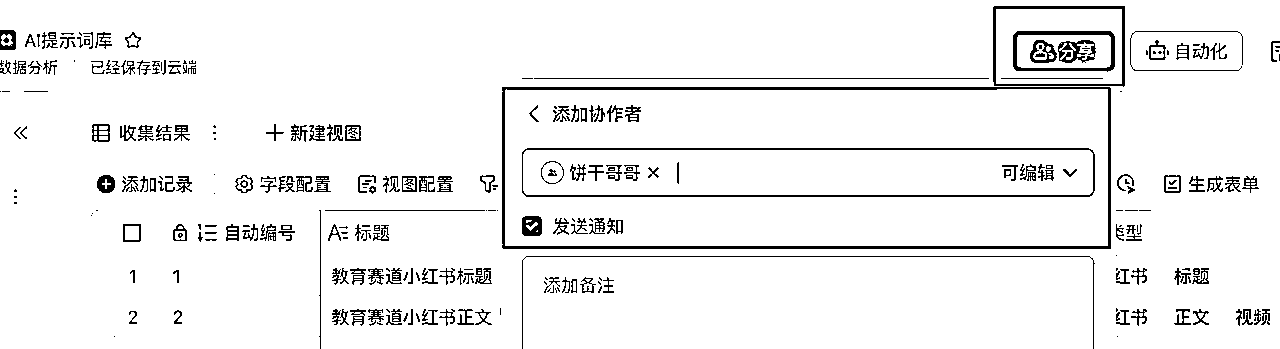 AI提示词库
分享
自动化
数据分析 已经保存到云端
添加协作者
收集结果 新建视图
饼干哥哥 × 可编辑
添加记录 字段配置 视图配置 生成表单
发送通知
自动编号 标题 类型
添加备注
1 1 教育赛道小红书标题 红书 标题
2 2 教育赛道小红书正文 红书 正文 视频